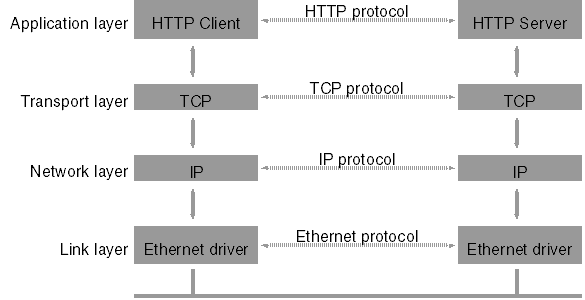 HTTP protocol
Application layer HTTP Client HTTP Server
TCP protocol
Transport layer TCP TCP
IP protocol
Network layer IP IP
Ethernet protocol
Link layer Ethernet driver Ethernet driver